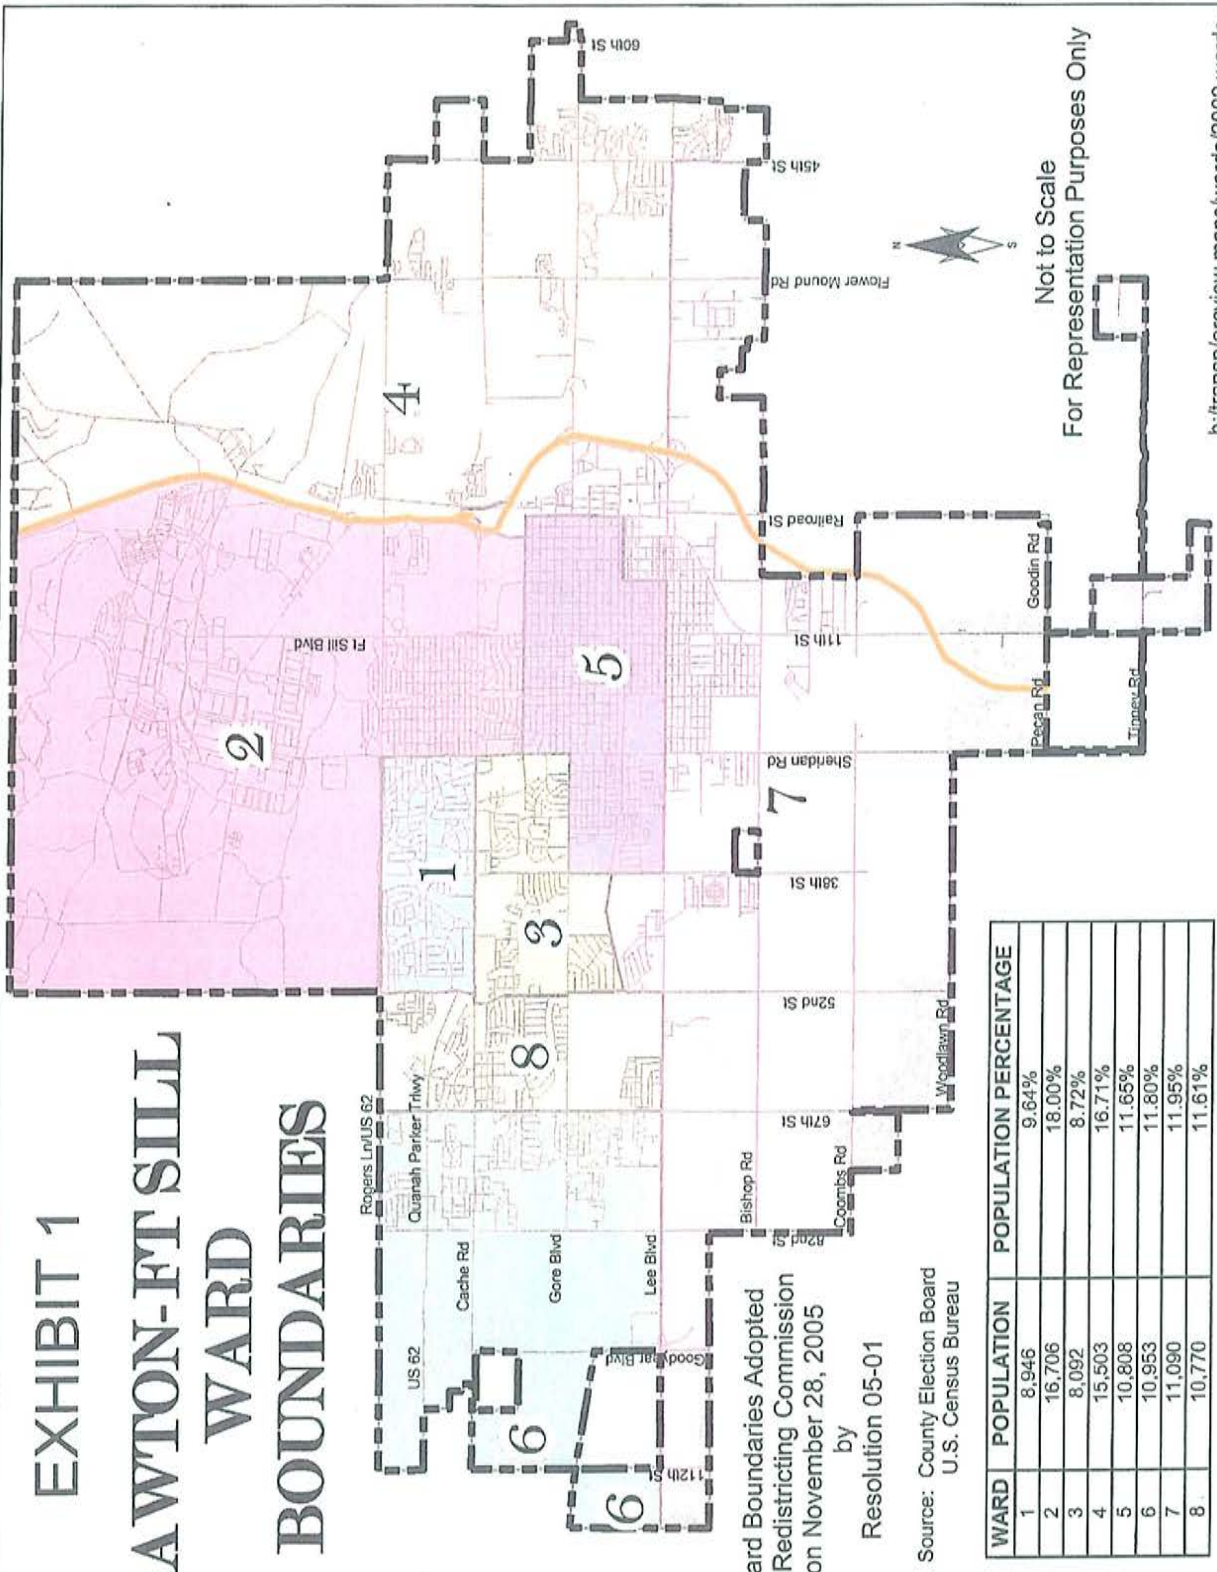 EXHIBIT 1
AWTON-FT SILL
WARD
BOUNDARIES
Rogers Ln/US 62
Quanah Parker Trlwy
US 62
Cache Rd
Gore Blvd
Lee Blvd
Goodyear Blvd
112th St
Bishop Rd
82nd St
Coombs Rd
67th St
Woodlawn Rd
52nd St
38th St
Sheridan Rd
Ft Sill Blvd
11th St
Railroad St
Pecan Rd
Goodin Rd
Tinney Rd
Flower Mound Rd
45th St
60th St
1
2
3
4
5
6
6
7
8
N
S
Not to Scale
For Representation Purposes Only
ard Boundaries Adopted
Redistricting Commission
on November 28, 2005
by
Resolution 05-01
Source: County Election Board
U.S. Census Bureau
WARD POPULATION POPULATION PERCENTAGE
1 8,946 9.64%
2 16,706 18.00%
3 8,092 8.72%
4 15,503 16.71%
5 10,808 11.65%
6 10,953 11.80%
7 11,090 11.95%
8 10,770 11.61%